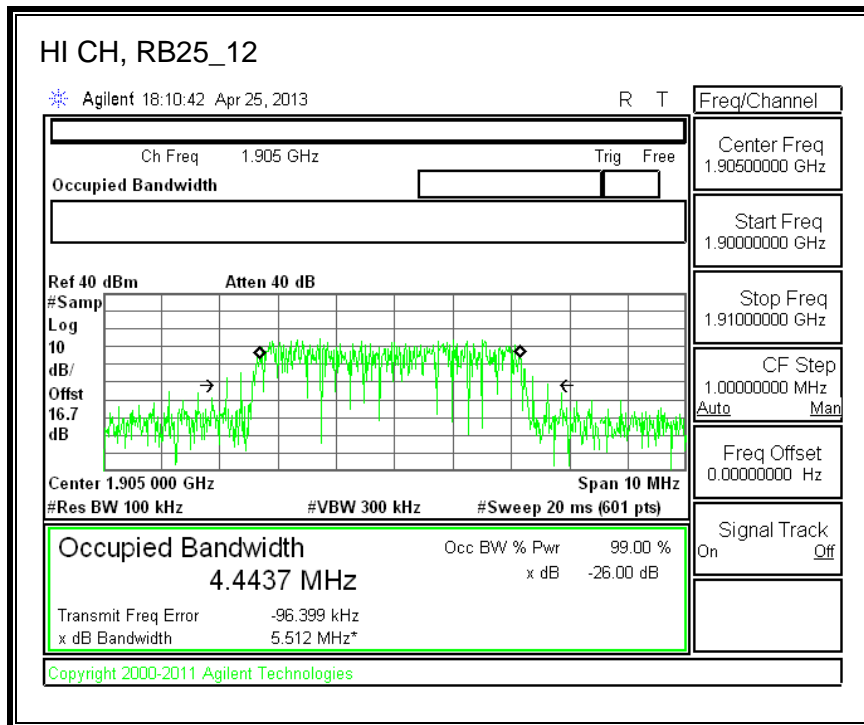 HI CH, RB25_12
Agilent 18:10:42 Apr 25, 2013 R T
Freq/Channel
Ch Freq 1.905 GHz Trig Free
Occupied Bandwidth
Center Freq
1.90500000 GHz
Start Freq
1.90000000 GHz
Stop Freq
1.91000000 GHz
CF Step
1.00000000 MHz
Auto Man
Freq Offset
0.00000000 Hz
Signal Track
On Off
Ref 40 dBm Atten 40 dB
#Samp
Log
10
dB/
Offst
16.7
dB
Center 1.905 000 GHz Span 10 MHz
#Res BW 100 kHz #VBW 300 kHz #Sweep 20 ms (601 pts)
Occupied Bandwidth Occ BW % Pwr 99.00 %
4.4437 MHz x dB -26.00 dB
Transmit Freq Error -96.399 kHz
x dB Bandwidth 5.512 MHz*
Copyright 2000-2011 Agilent Technologies